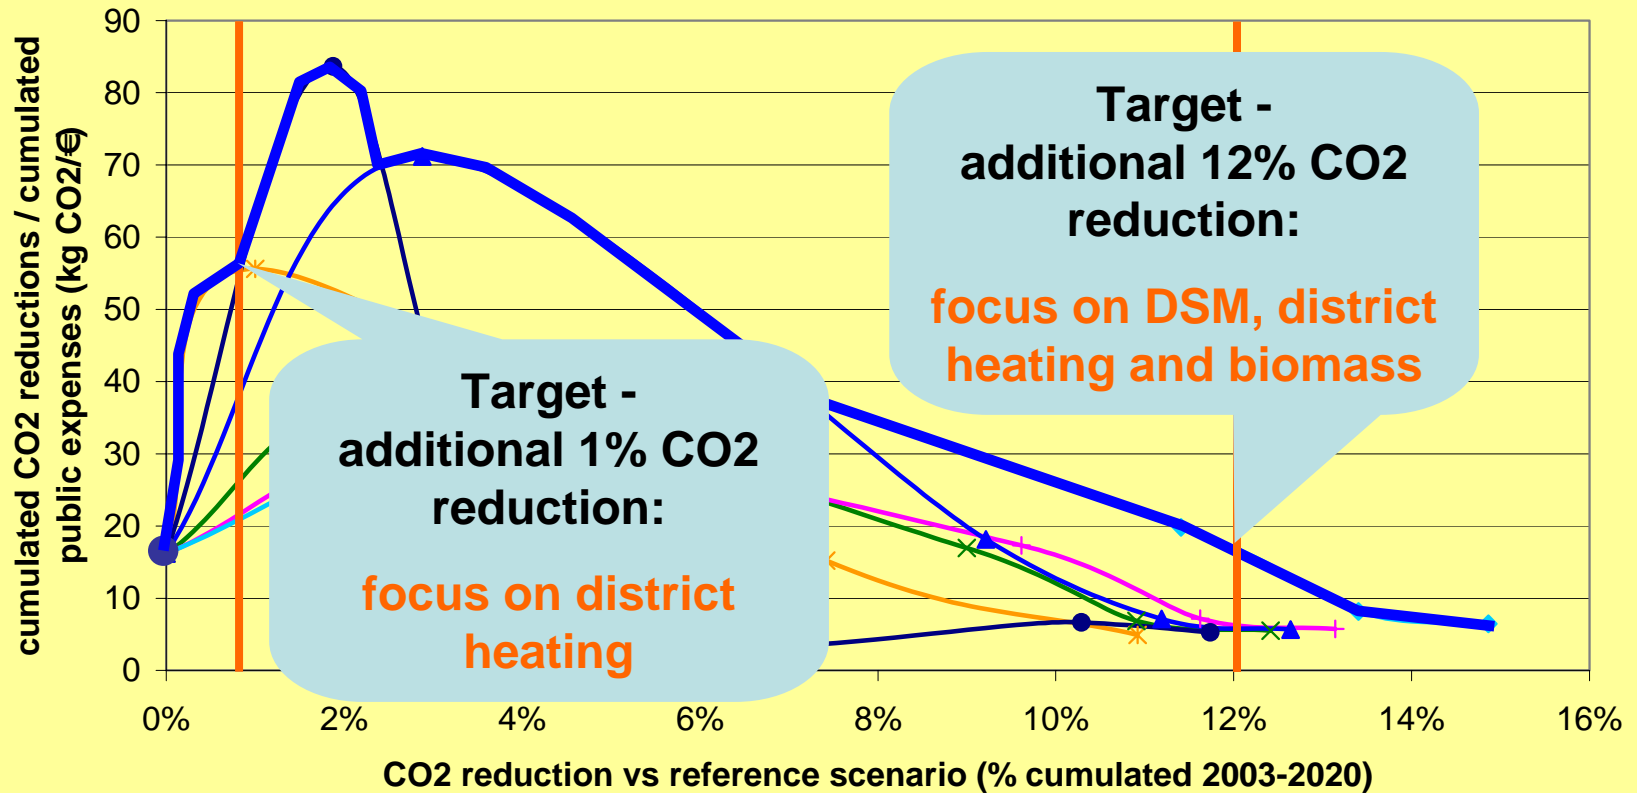 cumulated CO2 reductions / cumulated
public expenses (kg CO2/€)
90
80
70
60
50
40
30
20
10
0
Target -
additional 1% CO2
reduction:
focus on district
heating
Target -
additional 12% CO2
reduction:
focus on DSM, district
heating and biomass
0% 2% 4% 6% 8% 10% 12% 14% 16%
CO2 reduction vs reference scenario (% cumulated 2003-2020)